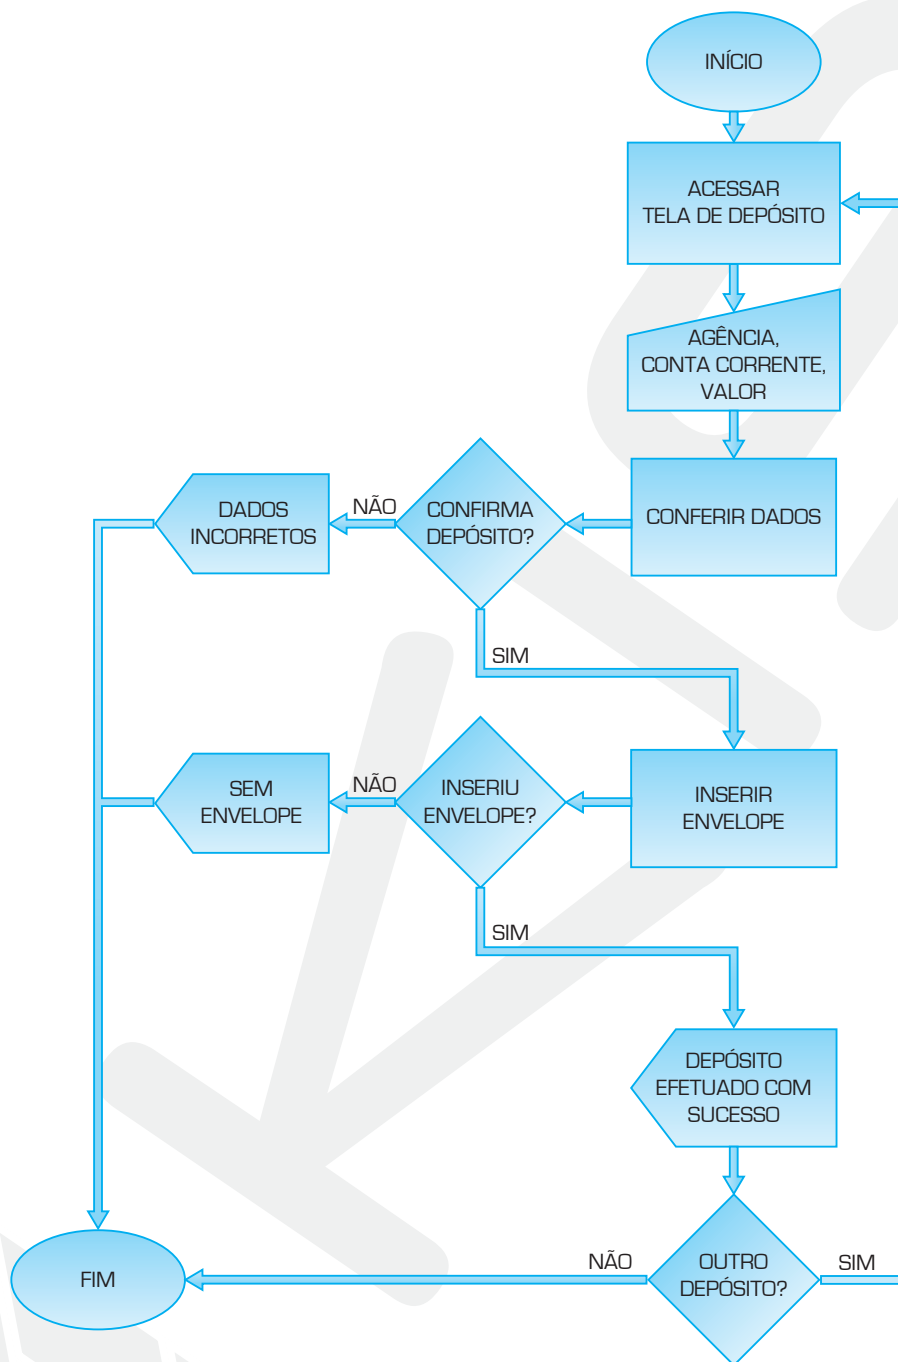 INÍCIO
ACESSAR
TELA DE DEPÓSITO
AGÊNCIA,
CONTA CORRENTE,
VALOR
CONFERIR DADOS
CONFIRMA
DEPÓSITO?
NÃO
DADOS
INCORRETOS
SIM
INSERIR
ENVELOPE
INSERIU
ENVELOPE?
NÃO
SEM
ENVELOPE
SIM
DEPÓSITO
EFETUADO COM
SUCESSO
OUTRO
DEPÓSITO?
NÃO
SIM
FIM